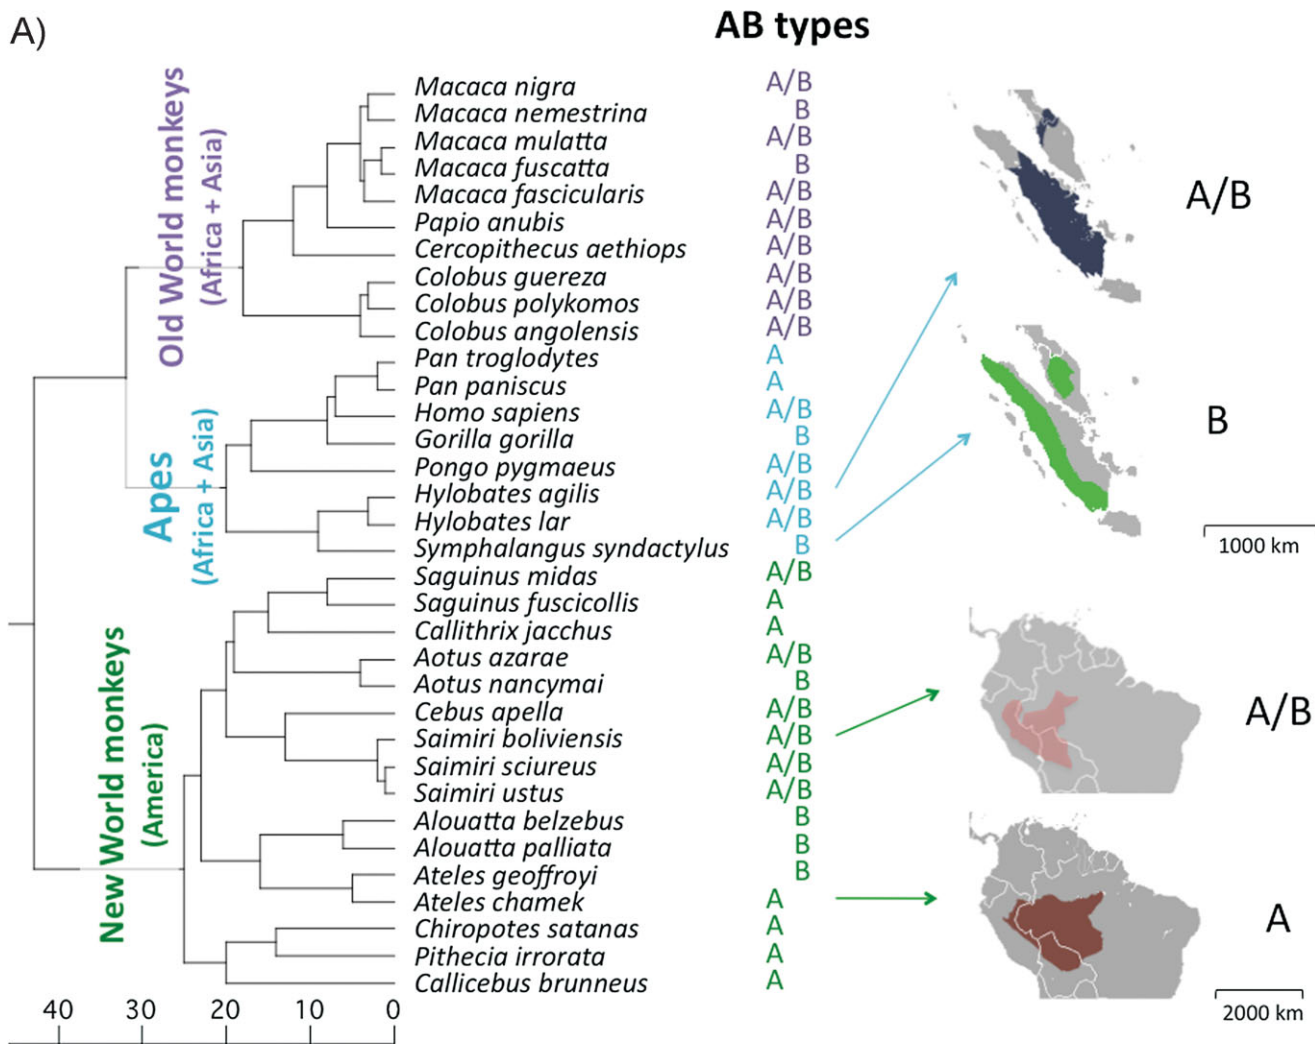 A)
AB types
Old World monkeys
(Africa + Asia)
Apes
(Africa + Asia)
New World monkeys
(America)
Macaca nigra A/B
Macaca nemestrina B
Macaca mulatta A/B
Macaca fuscatta B
Macaca fascicularis A/B
Papio anubis A/B
Cercopithecus aethiops A/B
Colobus guereza A/B
Colobus polykomos A/B
Colobus angolensis A/B
Pan troglodytes A
Pan paniscus A
Homo sapiens A/B
Gorilla gorilla B
Pongo pygmaeus A/B
Hylobates agilis A/B
Hylobates lar A/B
Symphalangus syndactylus B
Saguinus midas A/B
Saguinus fuscicollis A
Callithrix jacchus A
Aotus azarae A/B
Aotus nancymai B
Cebus apella A/B
Saimiri boliviensis A/B
Saimiri sciureus A/B
Saimiri ustus A/B
Alouatta belzebus B
Alouatta palliata B
Ateles geoffroyi B
Ateles chamek A
Chiropotes satanas A
Pithecia irrorata A
Callicebus brunneus A
A/B
B
1000 km
A/B
A
2000 km
40 30 20 10 0